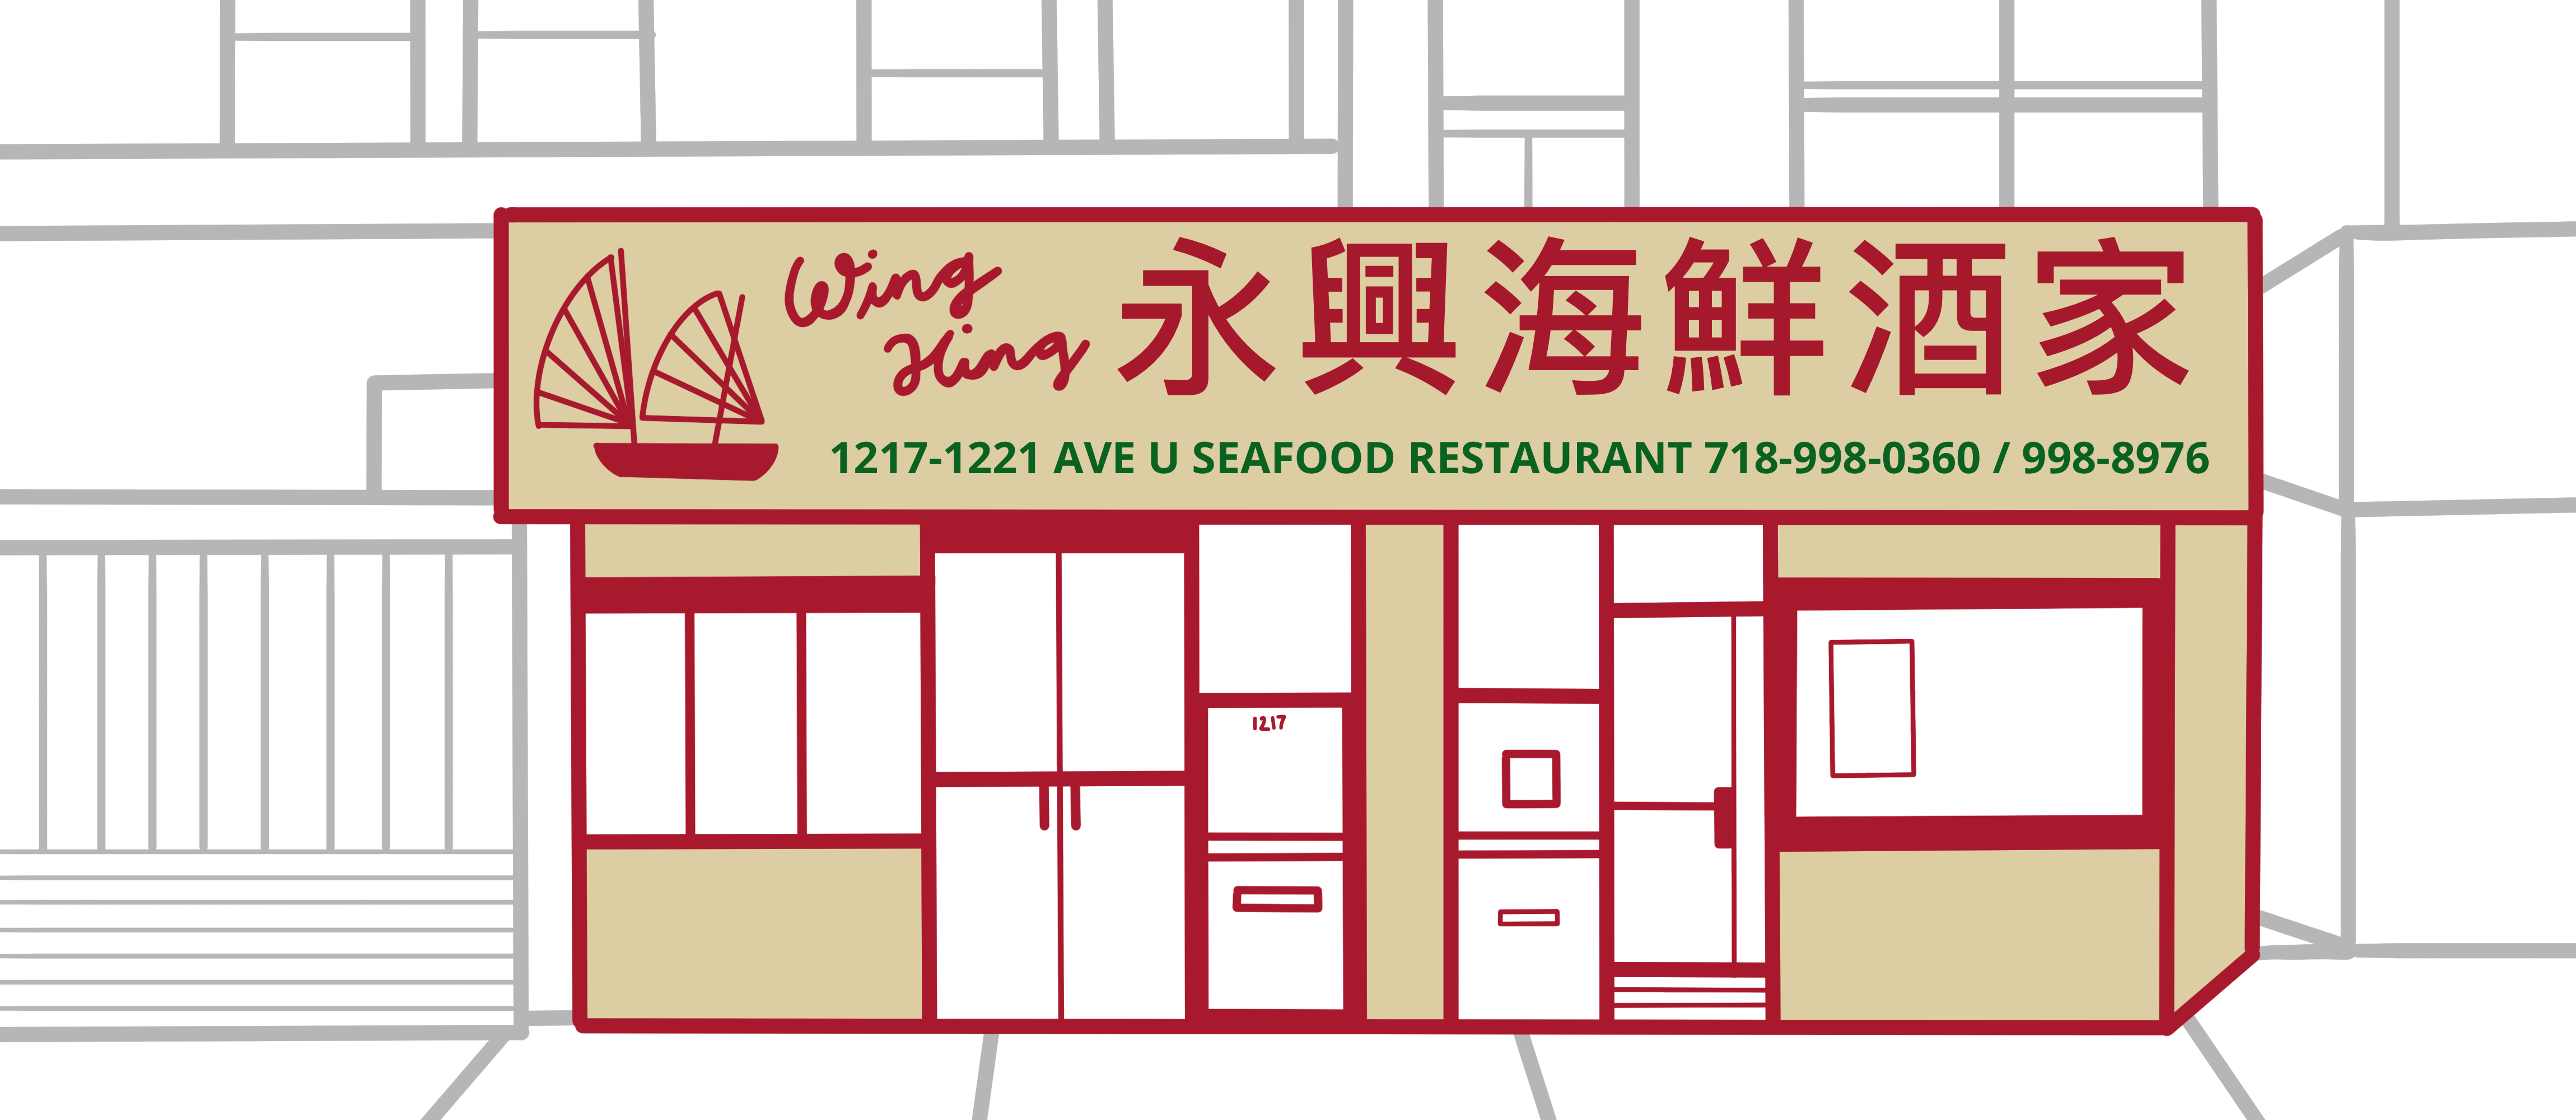 Wing
Hing
永興海鮮酒家
1217-1221 AVE U SEAFOOD RESTAURANT 718-998-0360 / 998-8976
1217